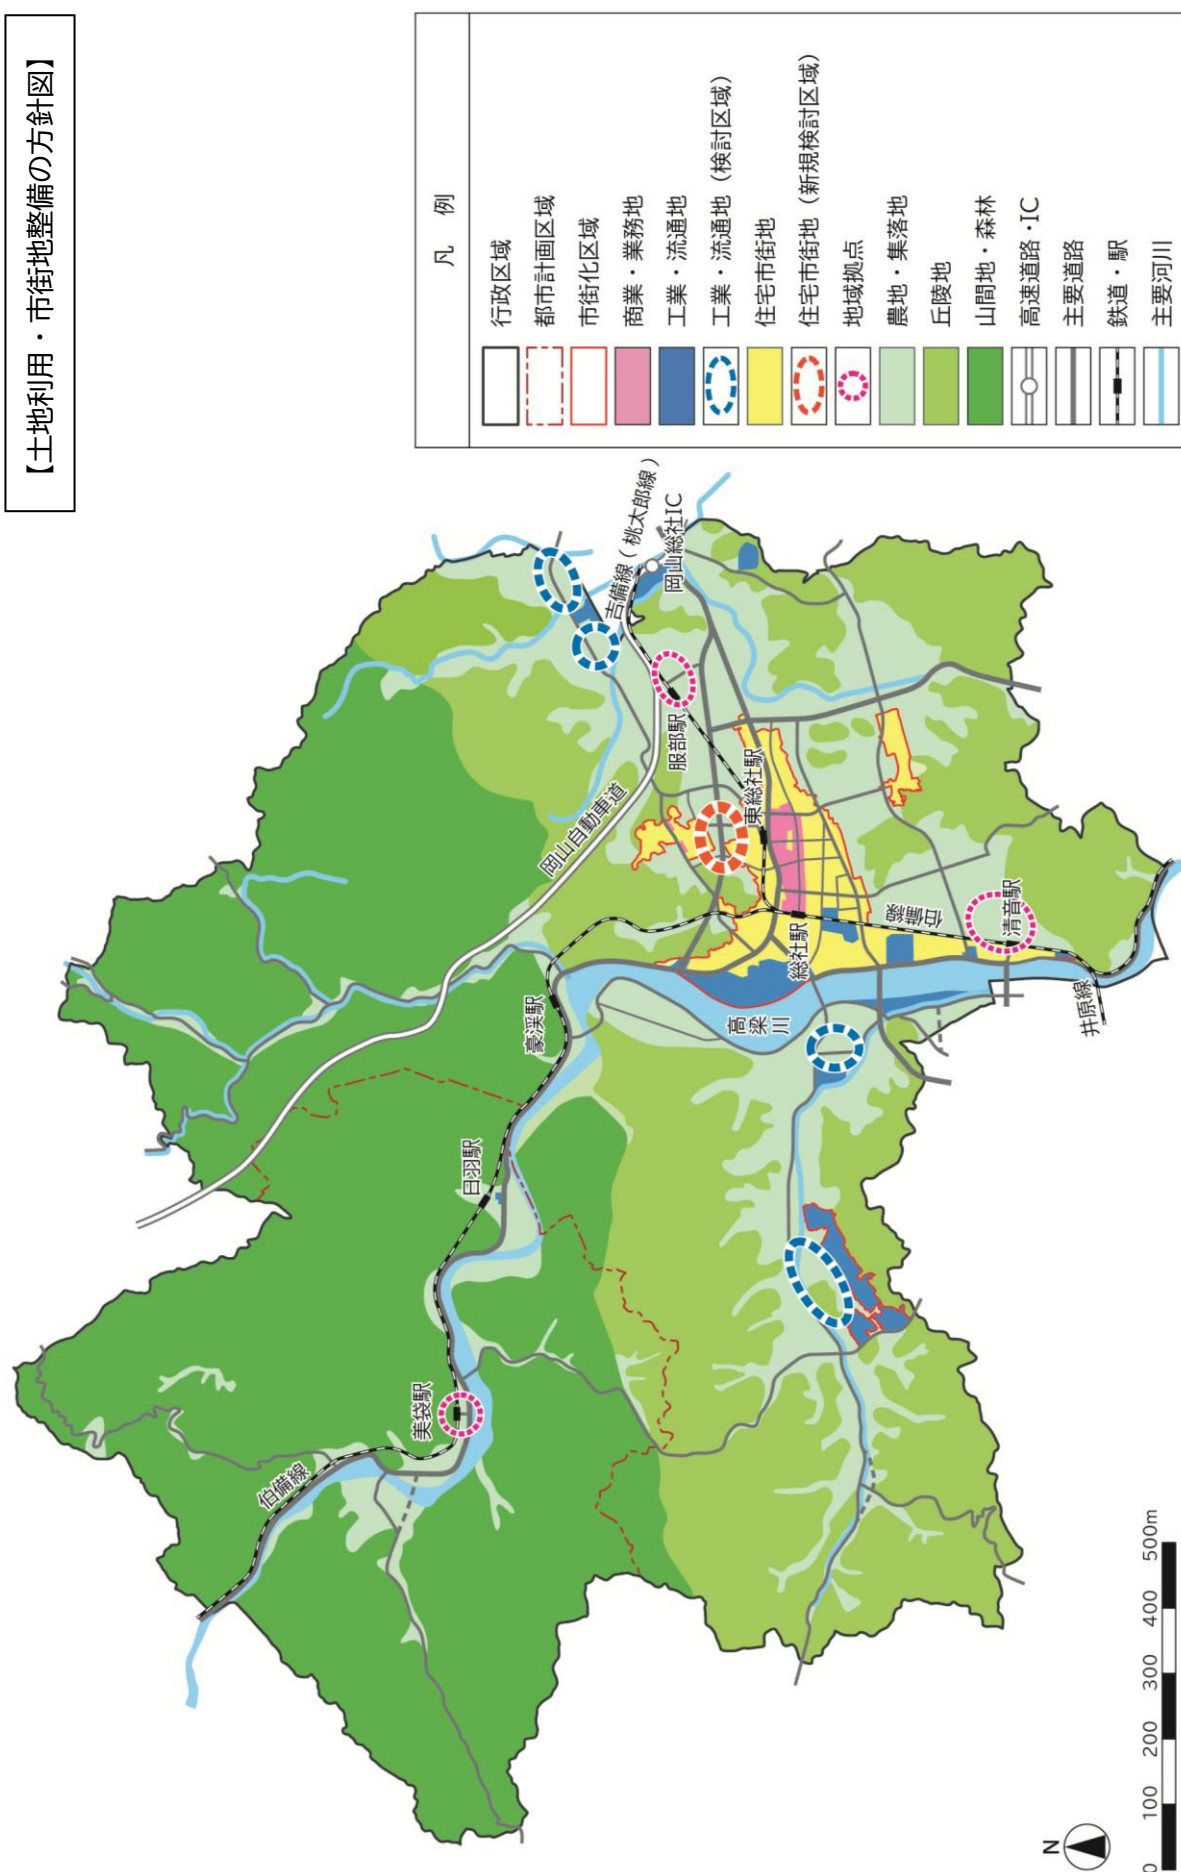 【土地利用・市街地整備の方針図】
凡 例
行政区域
都市計画区域
市街化区域
商業・業務地
工業・流通地
工業・流通地（検討区域）
住宅市街地
住宅市街地（新規検討区域）
地域拠点
農地・集落地
丘陵地
山間地・森林
高速道路・IC
主要道路
鉄道・駅
主要河川
吉備線（桃太郎線）
岡山総社IC
服部駅
岡山自動車道
東総社駅
総社駅
伯備線
清音駅
井原線
高梁川
豪渓駅
日羽駅
美袋駅
伯備線
N
0 100 200 300 400 500m